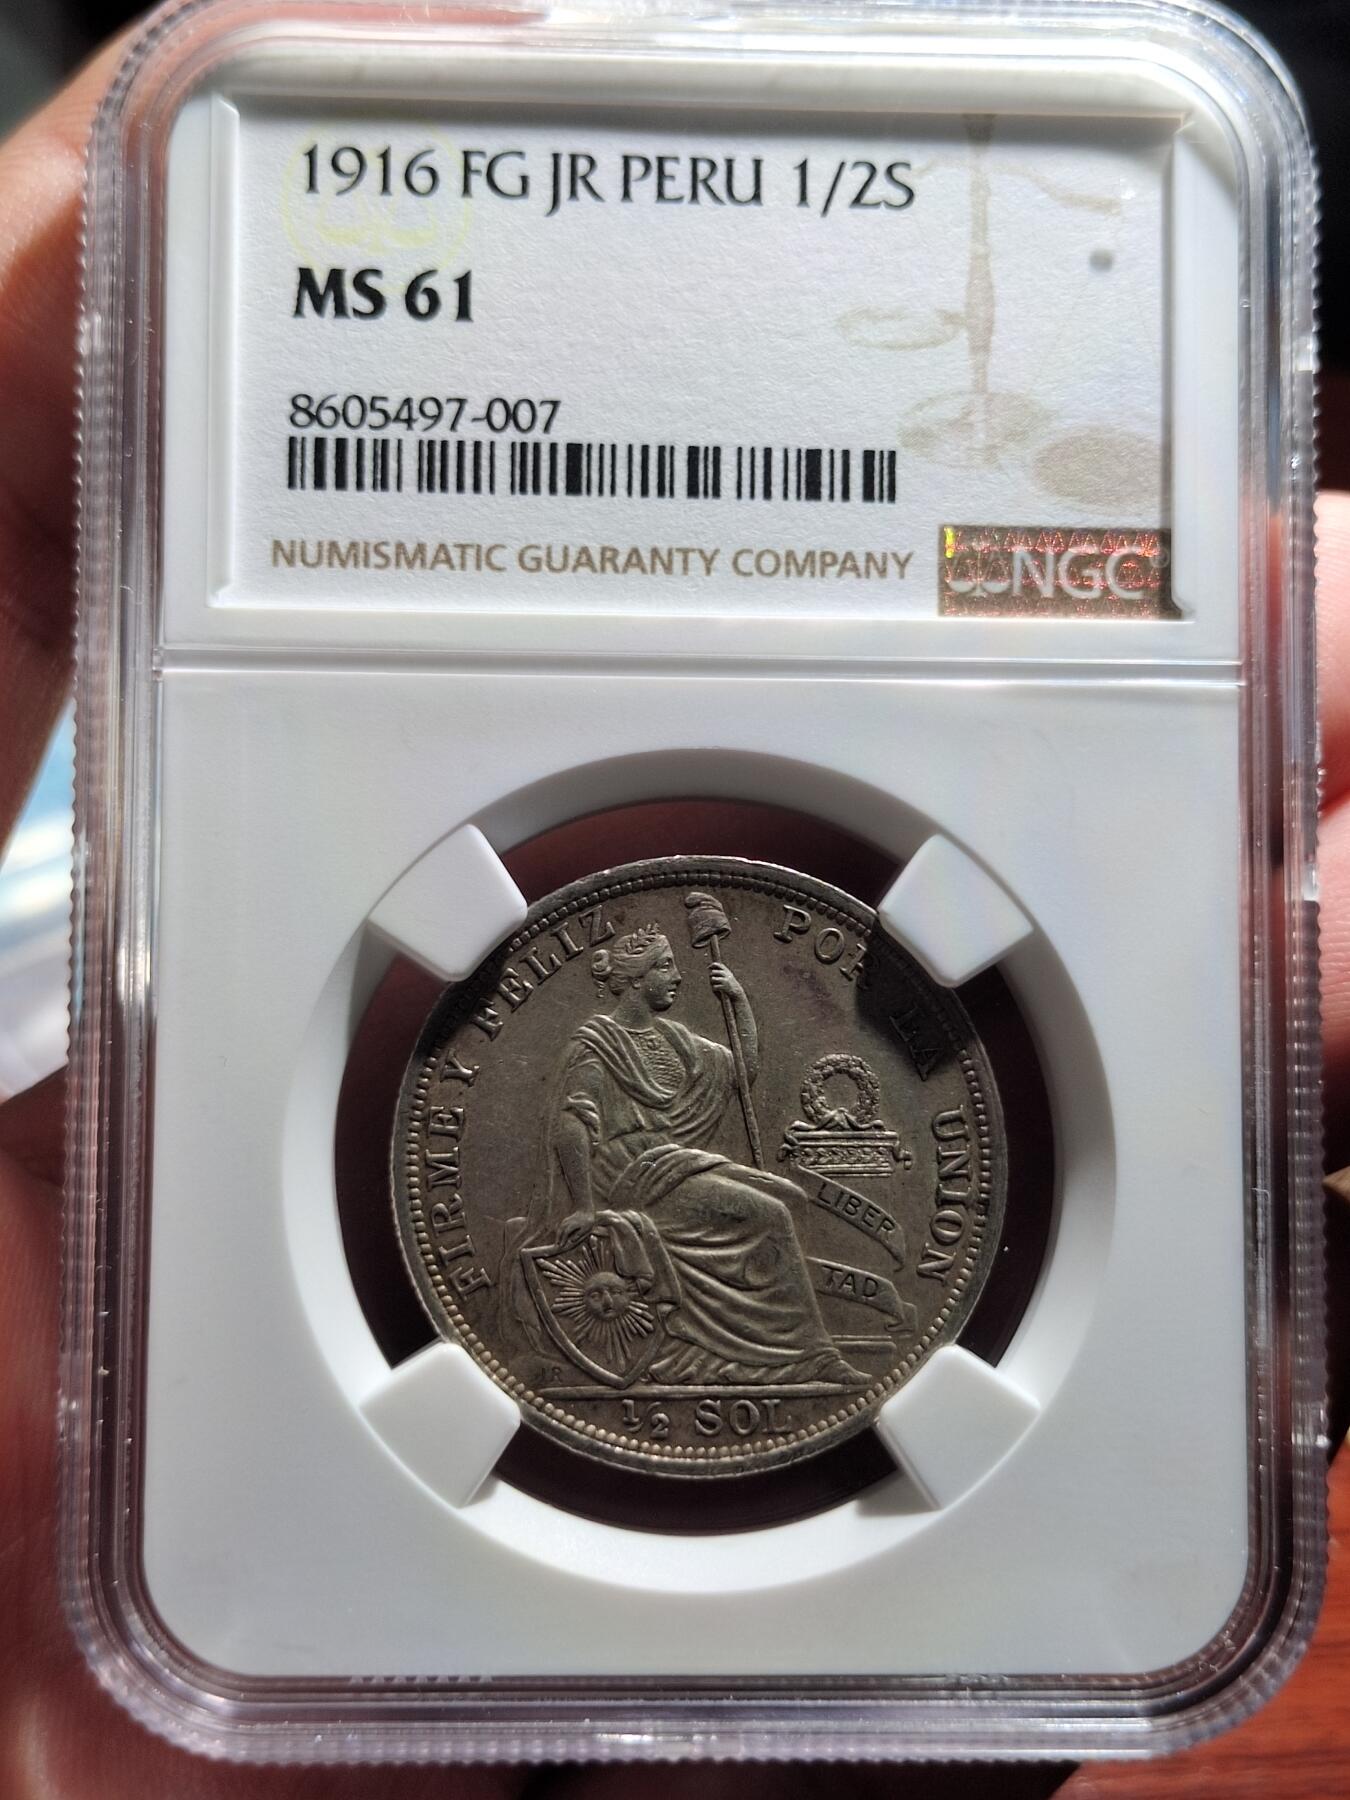 1916 FG JR PERU 1/2S
MS 61
8605497-007
NUMISMATIC GUARANTY COMPANY
NGC
FIRME Y FELIZ POR LA UNION
LIBER
TAD
JR
1/2 SOL